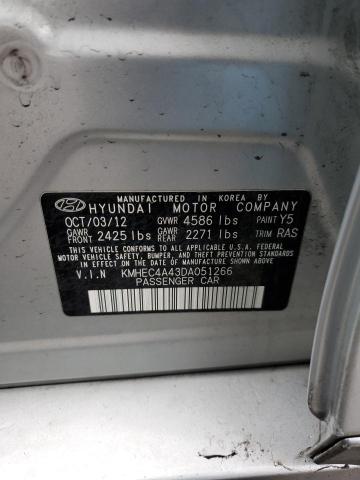 MANUFACTURED IN KOREA BY
HYUNDAI MOTOR COMPANY
OCT/03/12 GVWR 4586 lbs PAINT Y5
GAWR FRONT 2425 lbs GAWR REAR 2271 lbs TRIM RAS
THIS VEHICLE CONFORMS TO ALL APPLICABLE U.S.A. FEDERAL
MOTOR VEHICLE SAFETY, BUMPER, AND THEFT PREVENTION STANDARDS
IN EFFECT ON THE DATE OF MANUFACTURE SHOWN ABOVE.
V.I.N KMHEC4A43DA051266
PASSENGER CAR